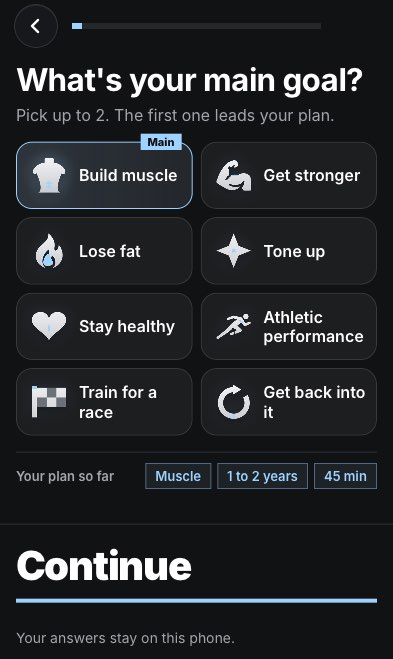 What's your main goal?
Pick up to 2. The first one leads your plan.
Main
Build muscle
Get stronger
Lose fat
Tone up
Stay healthy
Athletic
performance
Train for a
race
Get back into
it
Your plan so far
Muscle
1 to 2 years
45 min
Continue
Your answers stay on this phone.